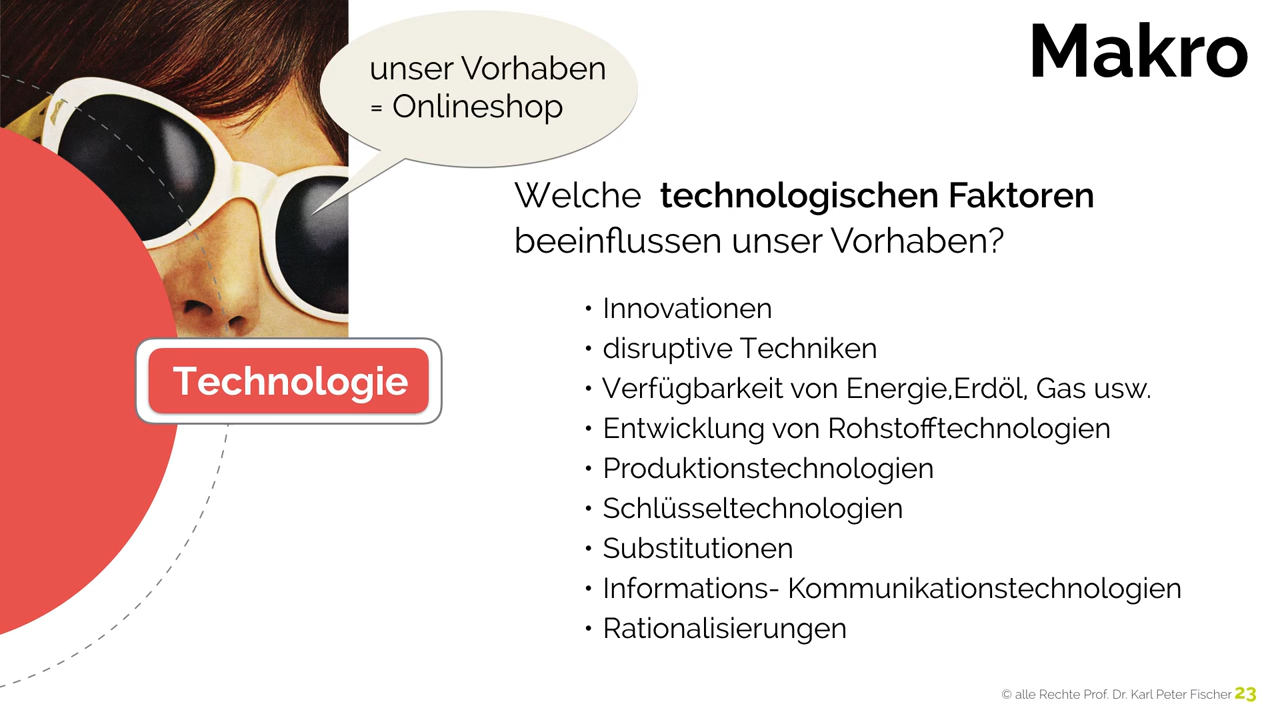 Makro
unser Vorhaben
= Onlineshop
Welche technologischen Faktoren
beeinflussen unser Vorhaben?
• Innovationen
• disruptive Techniken
• Verfügbarkeit von Energie,Erdöl, Gas usw.
• Entwicklung von Rohstofftechnologien
• Produktionstechnologien
• Schlüsseltechnologien
• Substitutionen
• Informations- Kommunikationstechnologien
• Rationalisierungen
Technologie
© alle Rechte Prof. Dr. Karl Peter Fischer 23